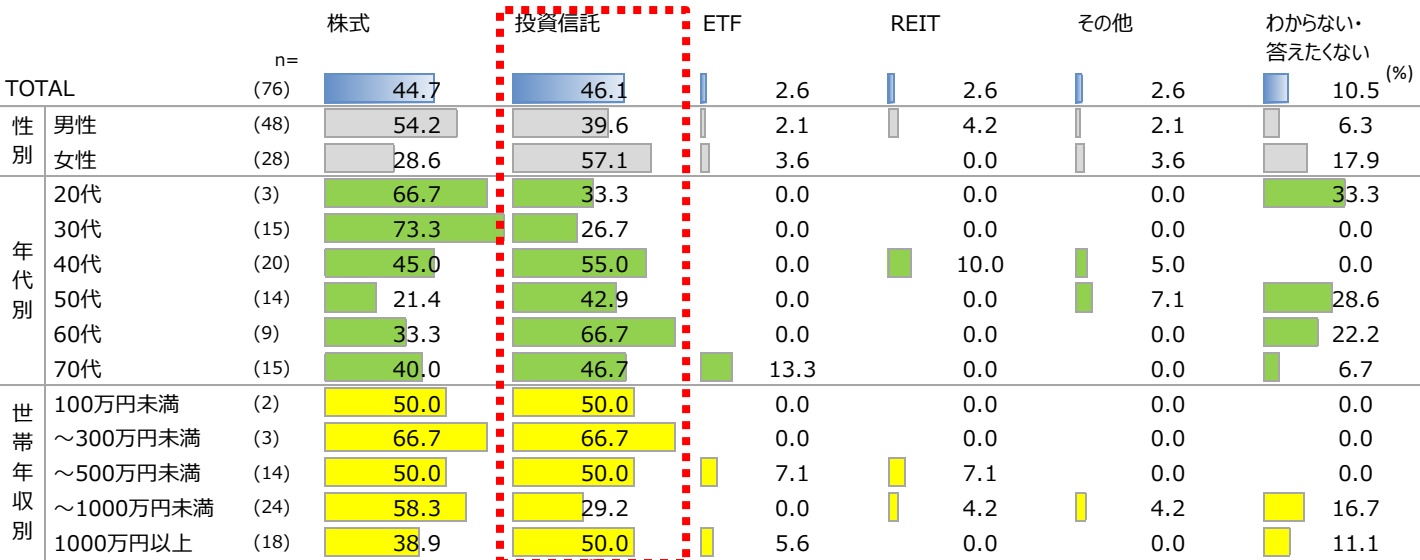 株式 投資信託 ETF REIT その他 わからない・
答えたくない
n= (%)
TOTAL (76) 44.7 46.1 2.6 2.6 2.6 10.5
性別
男性 (48) 54.2 39.6 2.1 4.2 2.1 6.3
女性 (28) 28.6 57.1 3.6 0.0 3.6 17.9
年代別
20代 (3) 66.7 33.3 0.0 0.0 0.0 33.3
30代 (15) 73.3 26.7 0.0 0.0 0.0 0.0
40代 (20) 45.0 55.0 0.0 10.0 5.0 0.0
50代 (14) 21.4 42.9 0.0 0.0 7.1 28.6
60代 (9) 33.3 66.7 0.0 0.0 0.0 22.2
70代 (15) 40.0 46.7 13.3 0.0 0.0 6.7
世帯年収別
100万円未満 (2) 50.0 50.0 0.0 0.0 0.0 0.0
～300万円未満 (3) 66.7 66.7 0.0 0.0 0.0 0.0
～500万円未満 (14) 50.0 50.0 7.1 7.1 0.0 0.0
～1000万円未満 (24) 58.3 29.2 0.0 4.2 4.2 16.7
1000万円以上 (18) 38.9 50.0 5.6 0.0 0.0 11.1